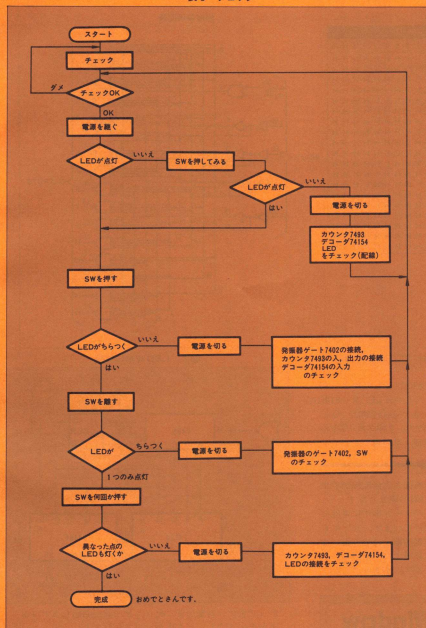 スタート
チェック
ダメ
チェックOK
OK
電源を継ぐ
LEDが点灯
いいえ
SWを押してみる
LEDが点灯
いいえ
はい
電源を切る
カウンタ7493
デコーダ74154
LED
をチェック(配線)
SWを押す
LEDがちらつく
いいえ
電源を切る
発振器ゲート7402の接続,
カウンタ7493の入, 出力の接続
デコーダ74154の入力
のチェック
はい
SWを離す
LEDが
ちらつく
電源を切る
発振器のゲート7402, SW
のチェック
1つのみ点灯
SWを何回か押す
異なった点の
LEDも灯くか
いいえ
電源を切る
カウンタ7493, デコーダ74154,
LEDの接続をチェック
はい
完成
おめでとさんです。